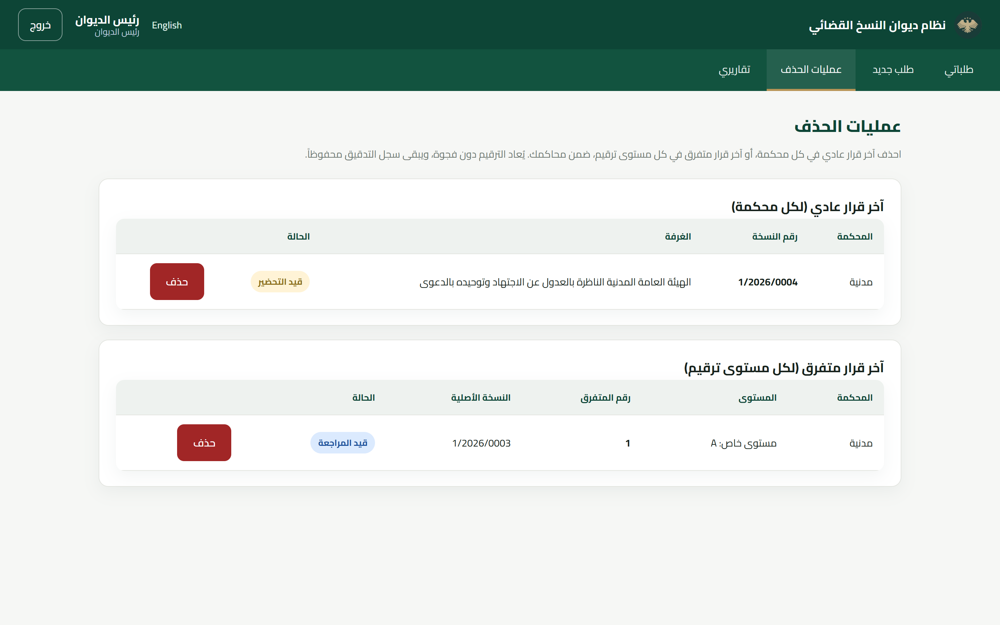 نظام ديوان النسخ القضائي
English
رئيس الديوان
رئيس الديوان
خروج
طلباتي
طلب جديد
عمليات الحذف
تقاريري
عمليات الحذف
احذف آخر قرار عادي في كل محكمة، أو آخر قرار متفرق في كل مستوى ترقيم، ضمن محاكمك. يُعاد الترقيم دون فجوة، ويبقى سجل التدقيق محفوظاً.
آخر قرار عادي (لكل محكمة)
المحكمة رقم النسخة الغرفة الحالة
مدنية 1/2026/0004 الهيئة العامة المدنية الناظرة بالعدول عن الاجتهاد وتوحيده بالدعوى قيد التحضير حذف
آخر قرار متفرق (لكل مستوى ترقيم)
المحكمة المستوى رقم المتفرق النسخة الأصلية الحالة
مدنية مستوى خاص: A 1 1/2026/0003 قيد المراجعة حذف